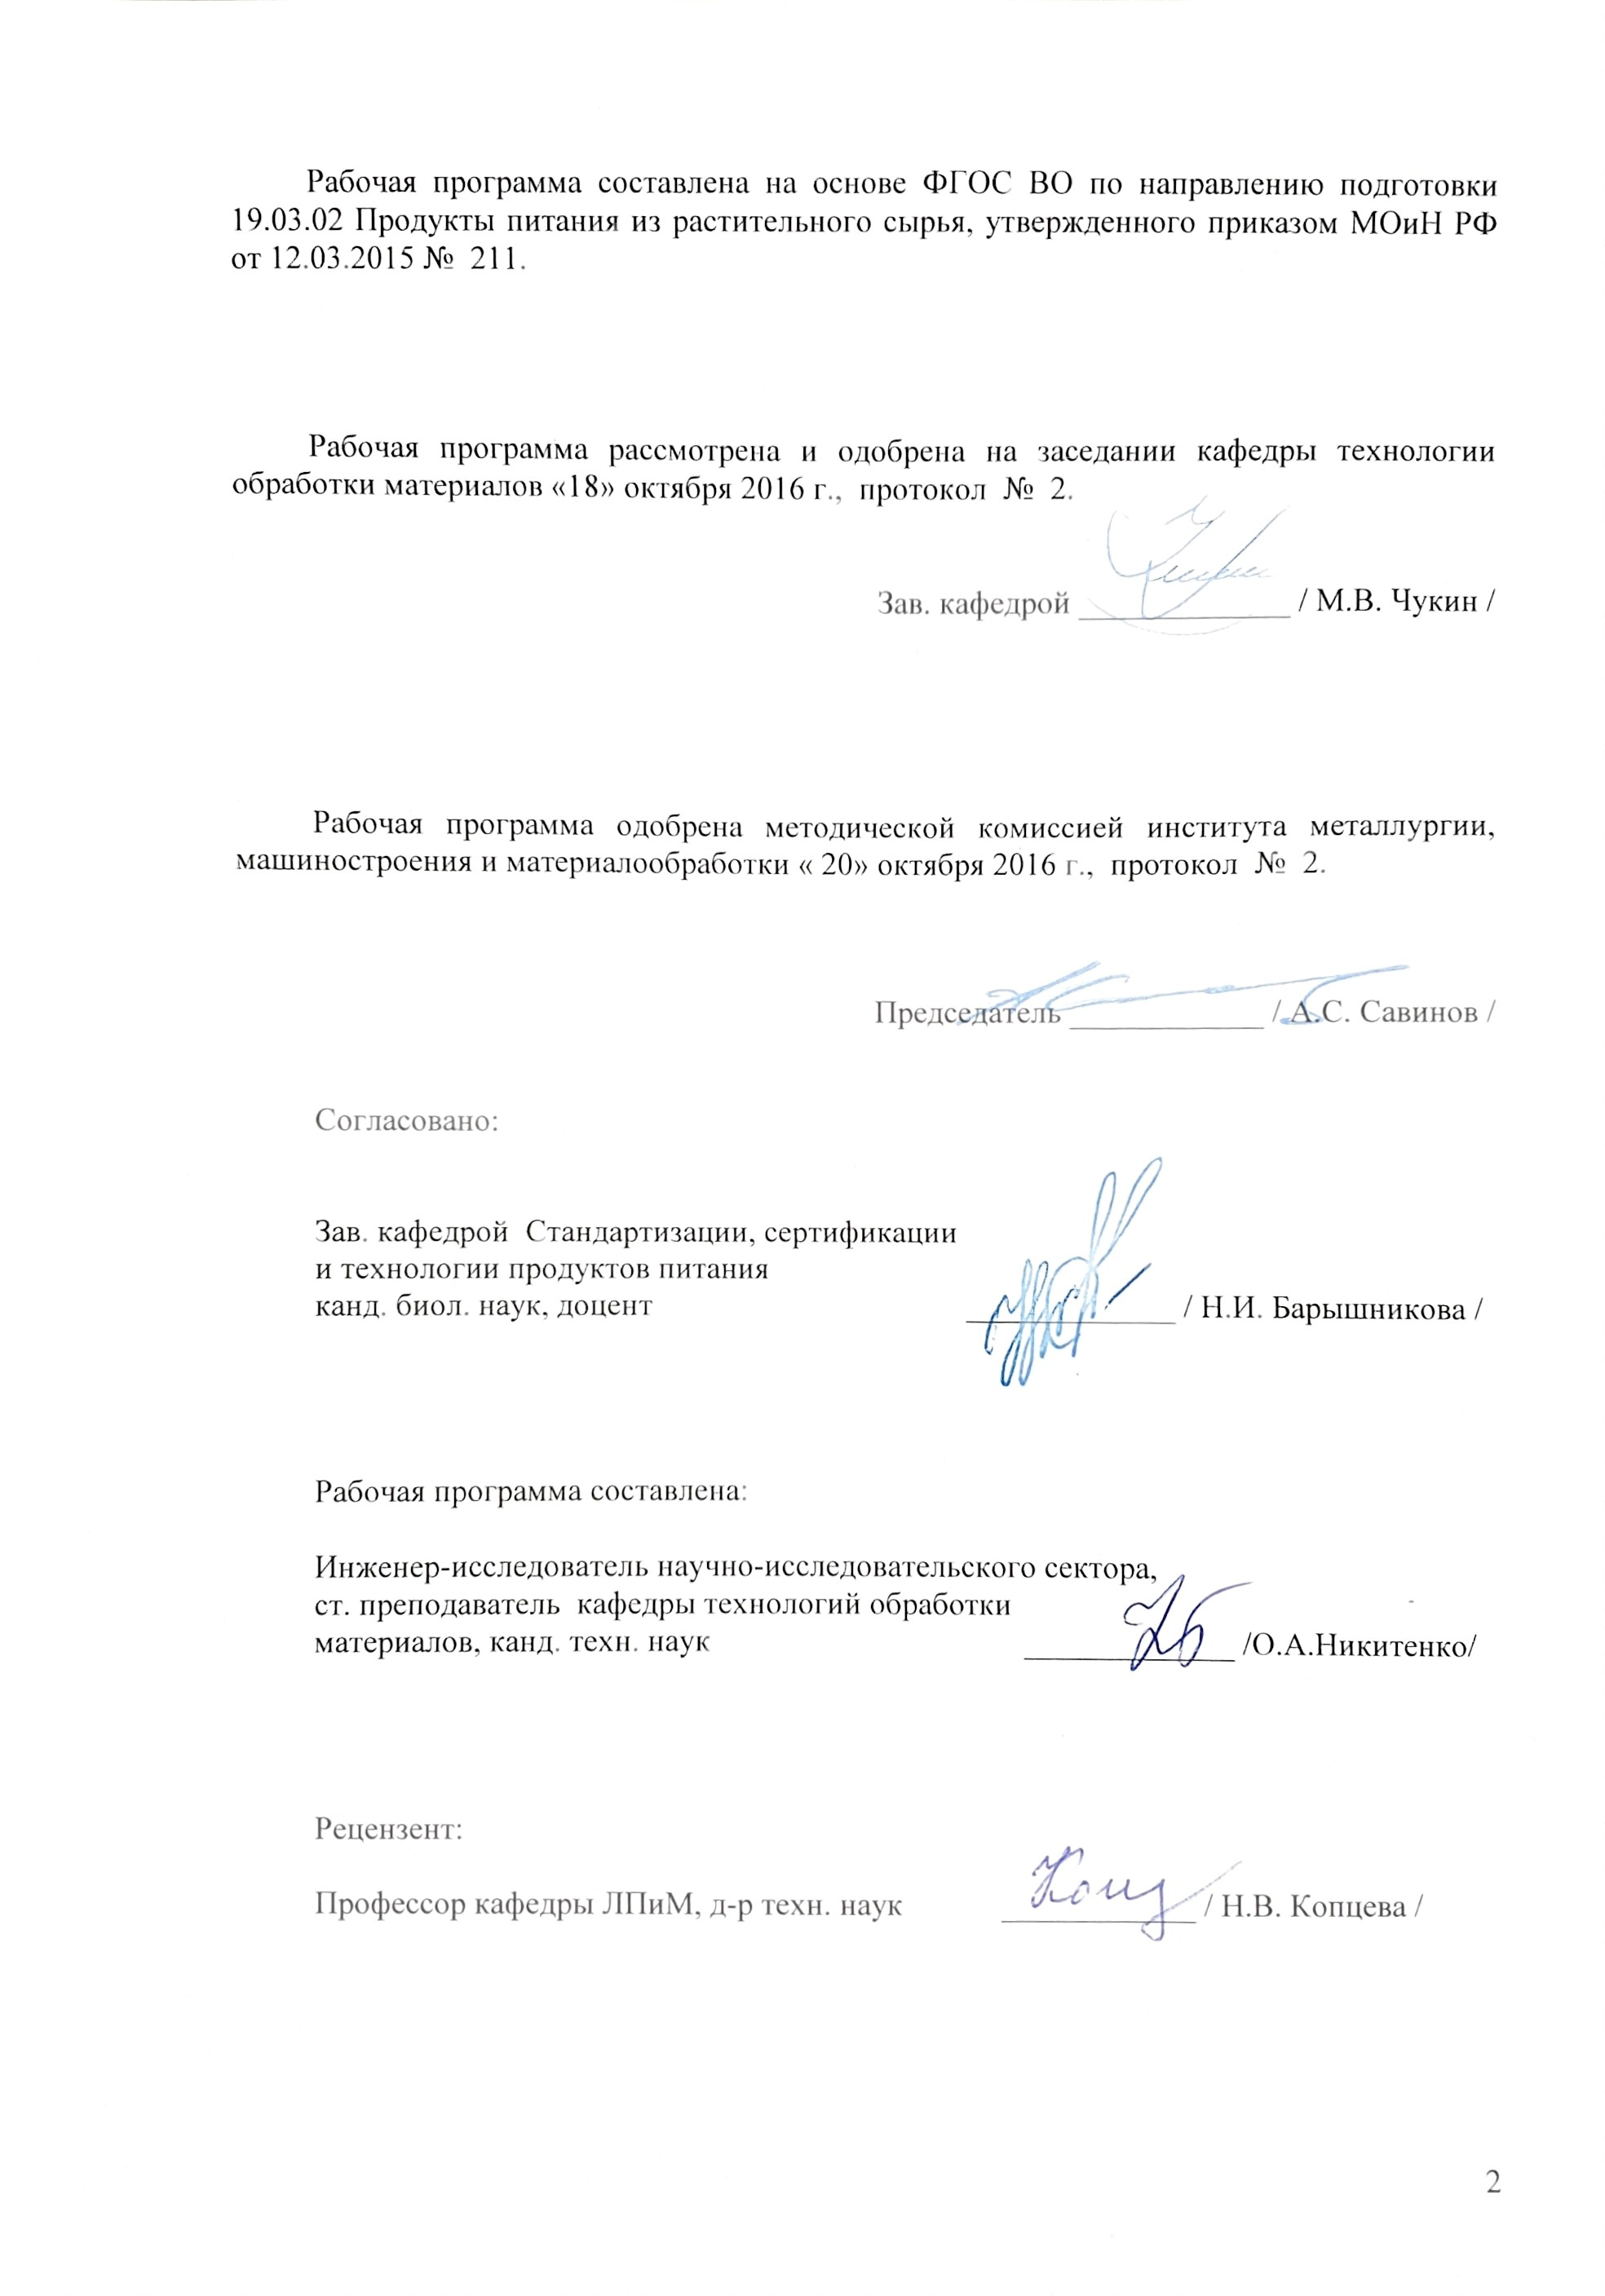 Рабочая программа составлена на основе ФГОС ВО по направлению подготовки
19.03.02 Продукты питания из растительного сырья, утвержденного приказом МОиН РФ
от 12.03.2015 № 211.
Рабочая программа рассмотрена и одобрена на заседании кафедры технологии
обработки материалов «18» октября 2016 г., протокол № 2.
Зав. кафедрой / М.В. Чукин /
Рабочая программа одобрена методической комиссией института металлургии,
машиностроения и материалообработки « 20» октября 2016 г., протокол № 2.
Председатель / А.С. Савинов /
Согласовано:
Зав. кафедрой Стандартизации, сертификации
и технологии продуктов питания
канд. биол. наук, доцент / Н.И. Барышникова /
Рабочая программа составлена:
Инженер-исследователь научно-исследовательского сектора,
ст. преподаватель кафедры технологий обработки
материалов, канд. техн. наук /О.А.Никитенко/
Рецензент:
Профессор кафедры ЛПиМ, д-р техн. наук / Н.В. Копцева /
2